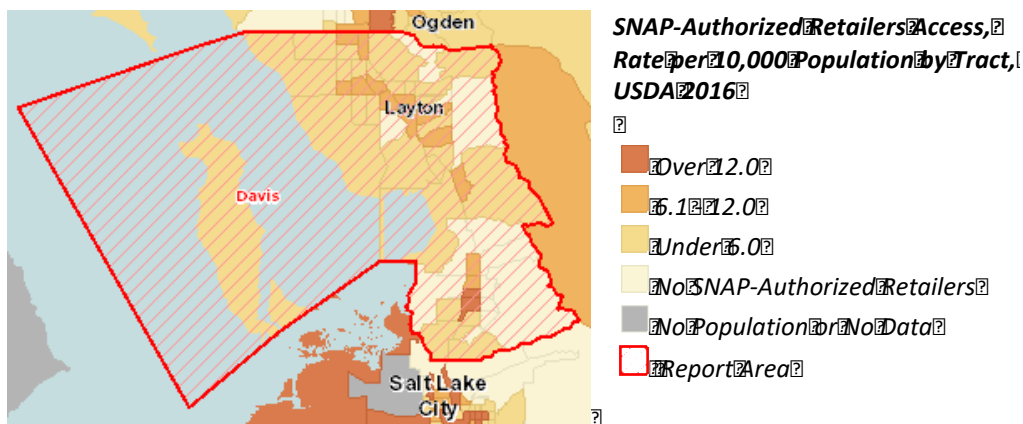 Ogden
Layton
Davis
Salt Lake
City
SNAP-Authorized Retailers Access,
Rate per 10,000 Population by Tract,
USDA 2016
Over 12.0
6.1 - 12.0
Under 6.0
No SNAP-Authorized Retailers
No Population or No Data
Report Area